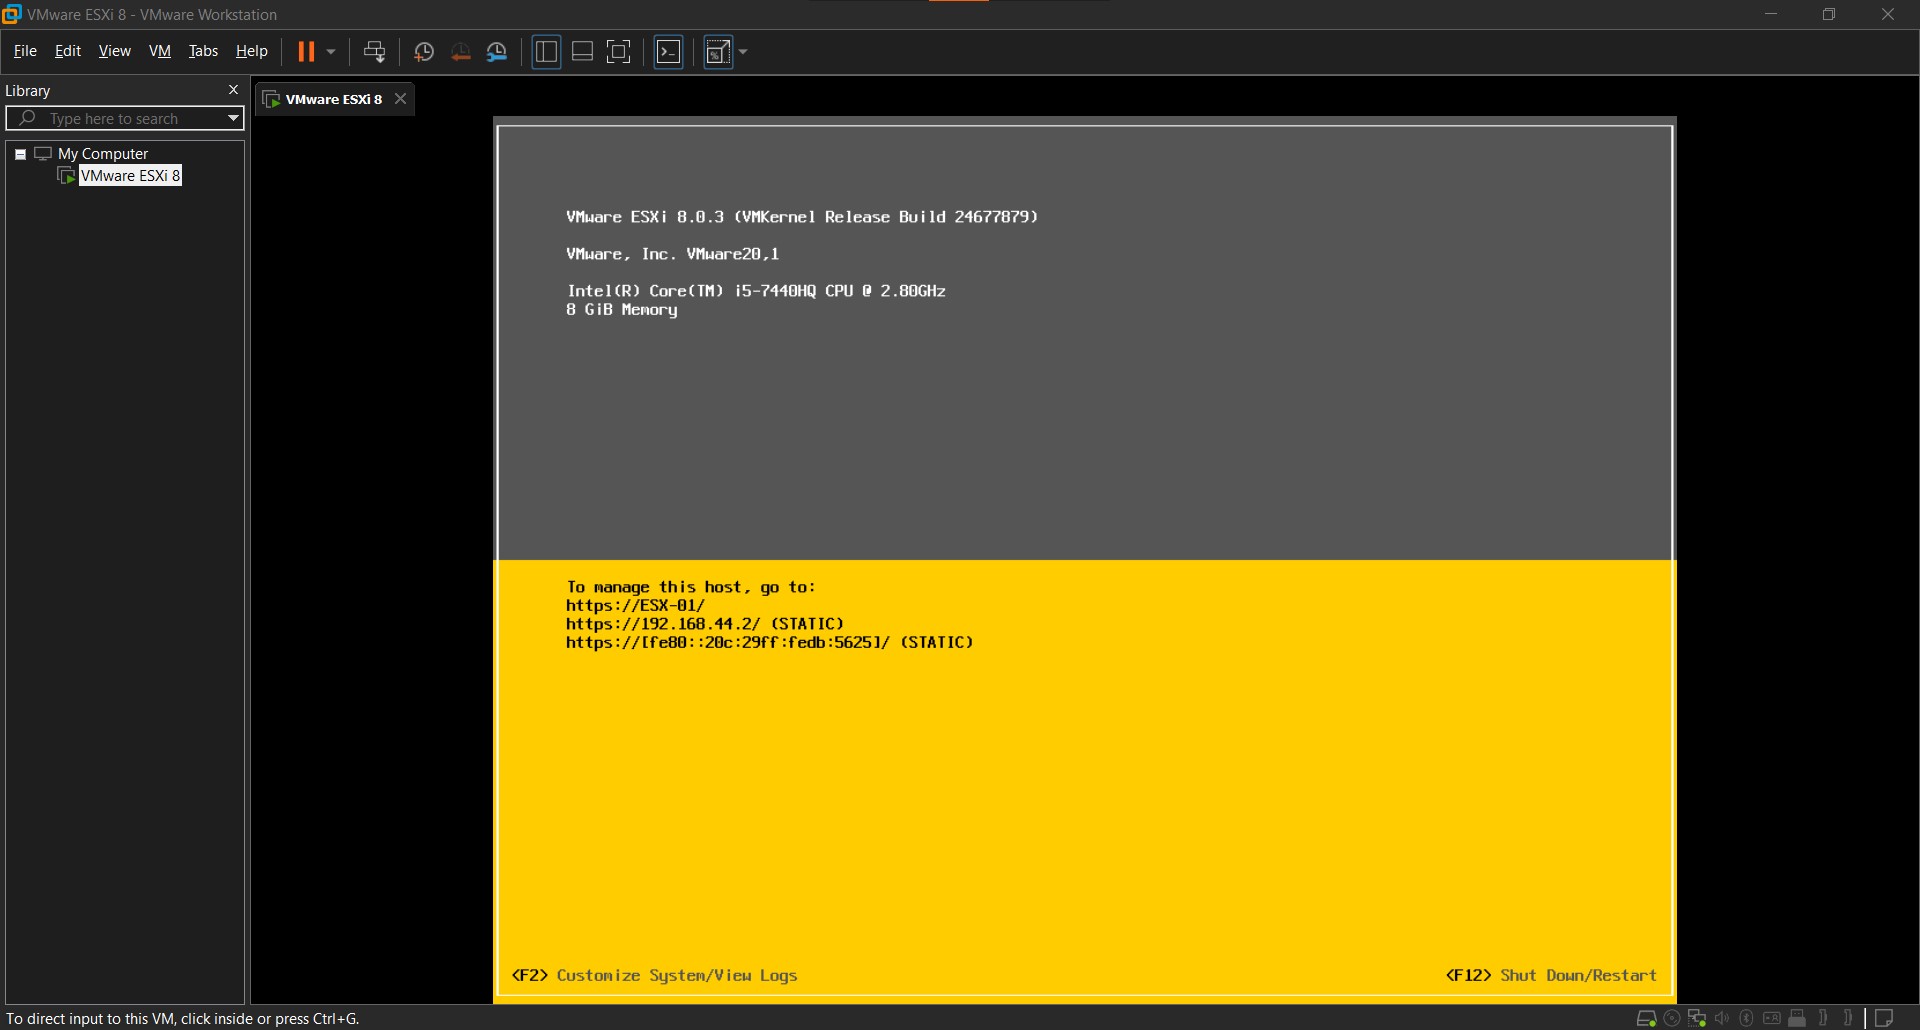 VMware ESXi 8 - VMware Workstation
File Edit View VM Tabs Help
Library
VMware ESXi 8
Type here to search
My Computer
VMware ESXi 8
VMware ESXi 8.0.3 (VMKernel Release Build 24677879)
VMware, Inc. VMware20,1
Intel(R) Core(TM) i5-7440HQ CPU @ 2.80GHz
8 GiB Memory
To manage this host, go to:
https://ESX-01/
https://192.168.44.2/ (STATIC)
https://[fe80::20c:29ff:fedb:5625]/ (STATIC)
<F2> Customize System/View Logs
<F12> Shut Down/Restart
To direct input to this VM, click inside or press Ctrl+G.